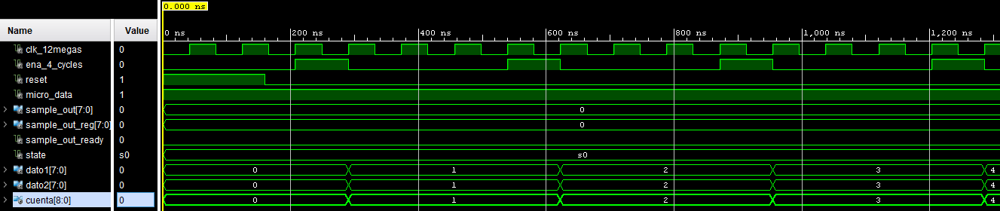 0.000 ns
Name Value 0 ns 200 ns 400 ns 600 ns 800 ns 1,000 ns 1,200 ns
clk_12megas 0
ena_4_cycles 0
reset 1
micro_data 1
sample_out[7:0] 0 0
sample_out_reg[7:0] 0 0
sample_out_ready 0
state s0 s0
dato1[7:0] 0 0 1 2 3 4
dato2[7:0] 0 0 1 2 3 4
cuenta[8:0] 0 0 1 2 3 4